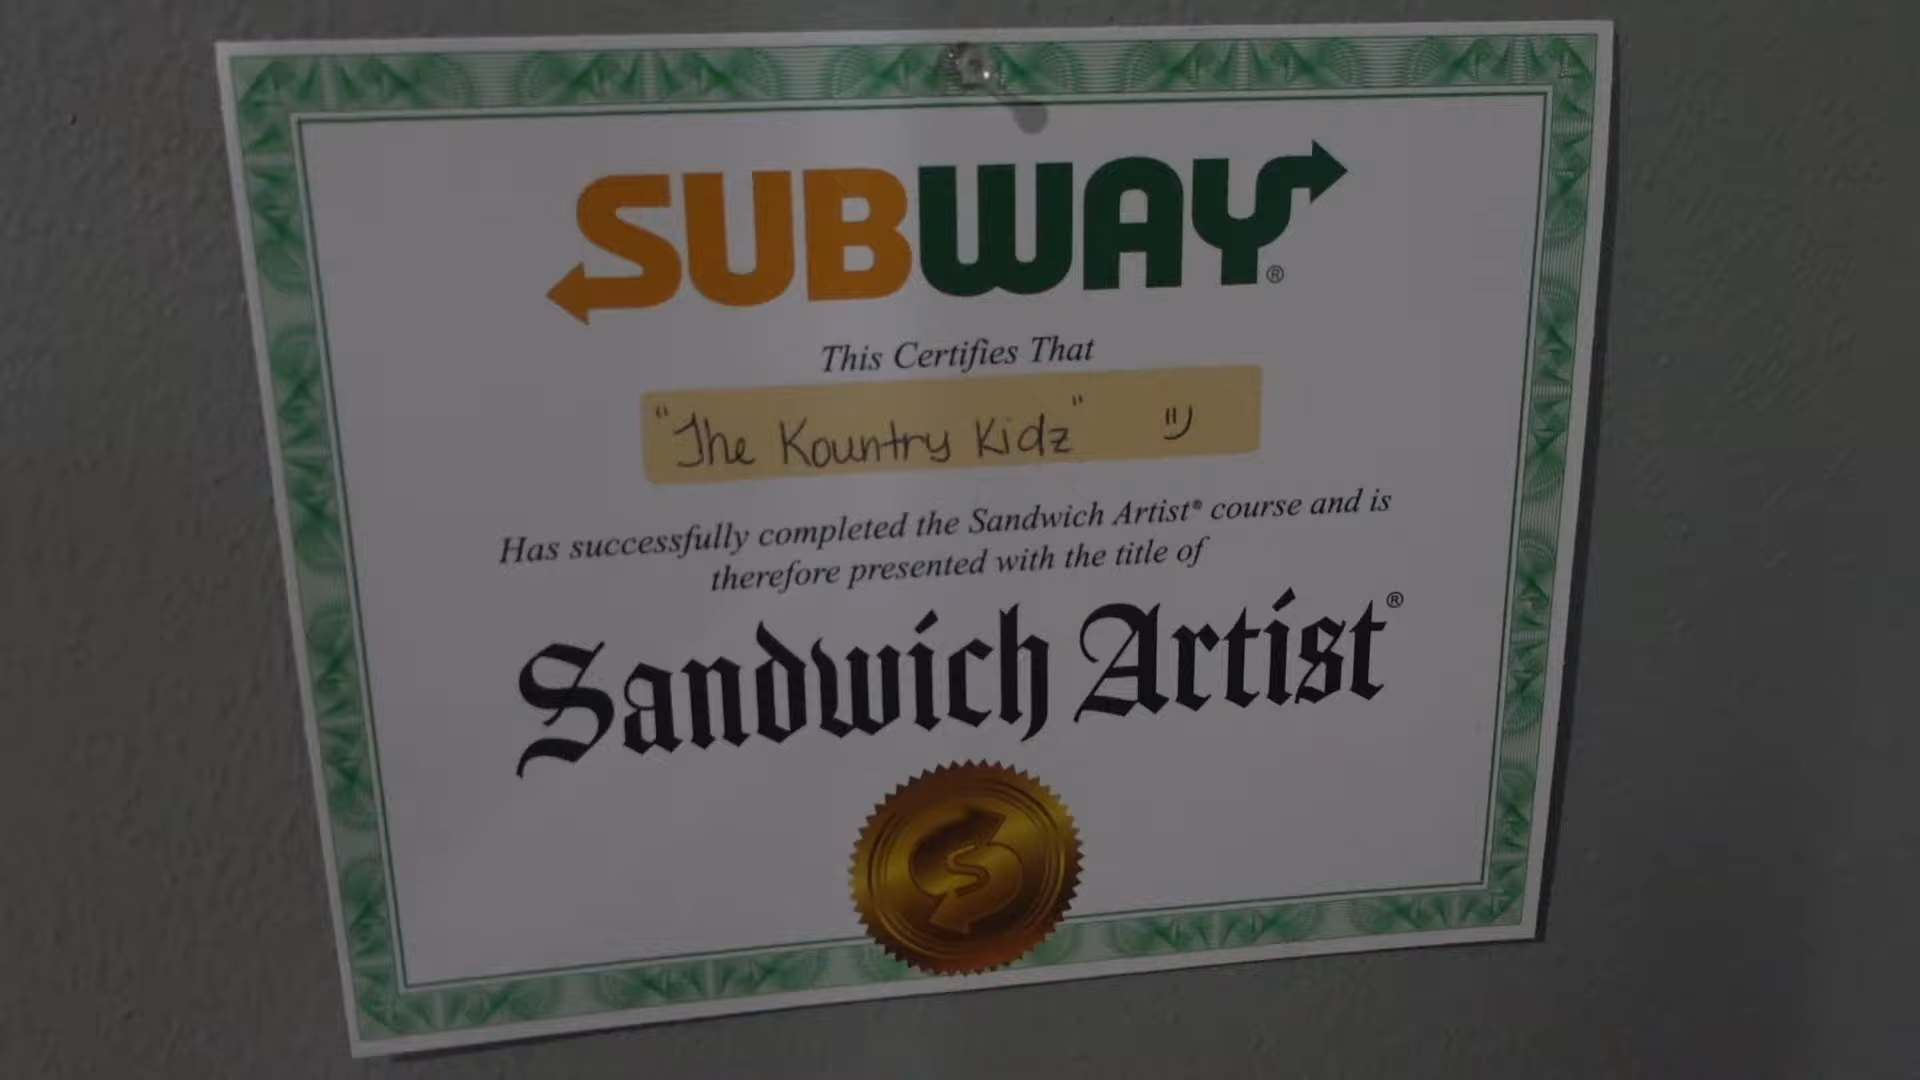 SUBWAY®
This Certifies That
"The Kountry Kidz" ")
Has successfully completed the Sandwich Artist® course and is
therefore presented with the title of
Sandwich Artist®
S